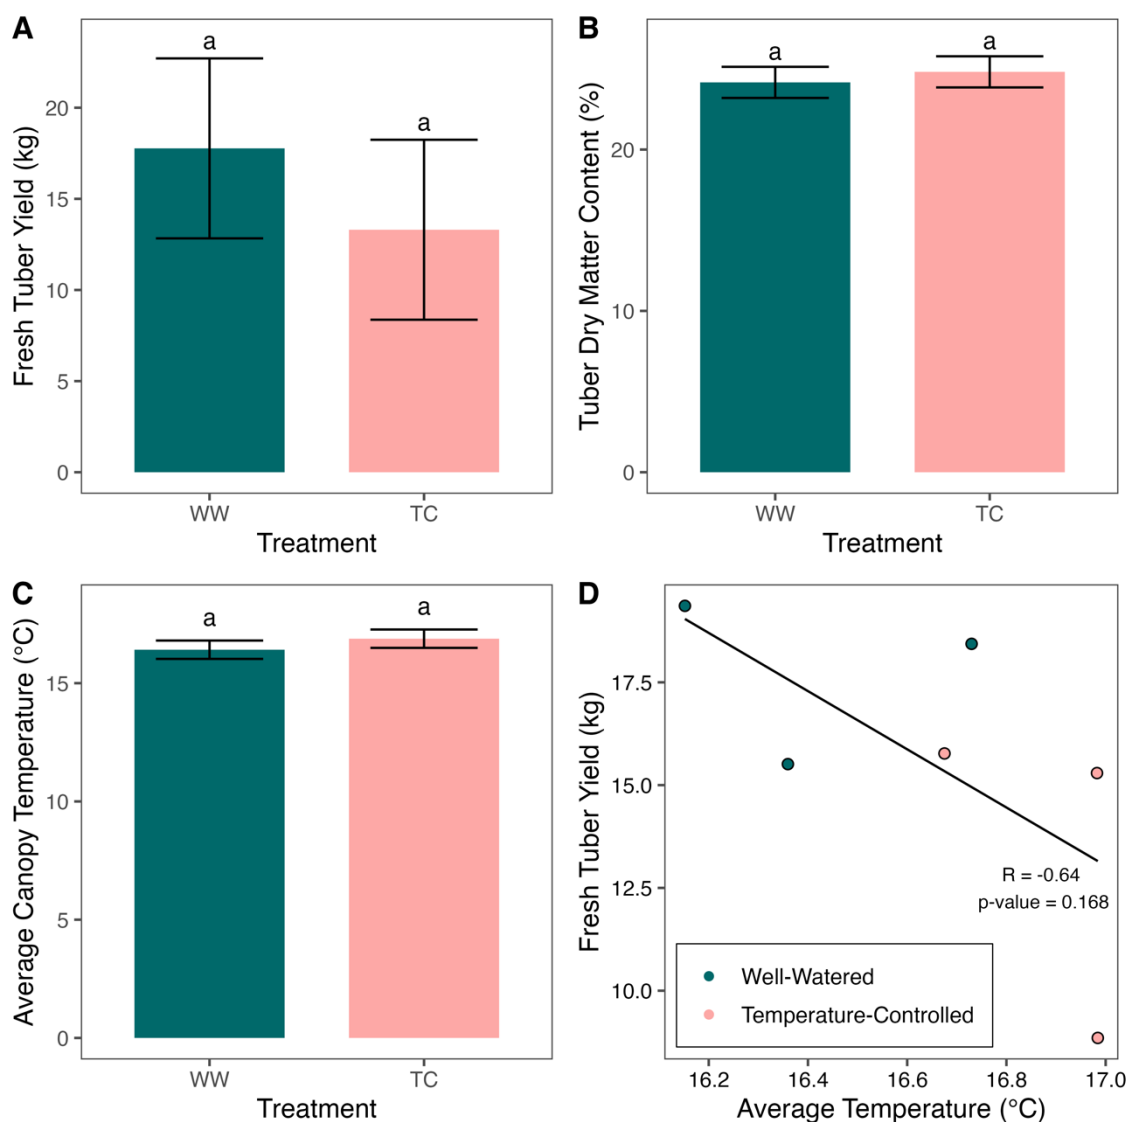 A
Fresh Tuber Yield (kg)
20
15
10
5
0
a
a
WW
TC
Treatment
B
Tuber Dry Matter Content (%)
20
10
0
a
a
WW
TC
Treatment
C
Average Canopy Temperature (°C)
15
10
5
0
a
a
WW
TC
Treatment
D
Fresh Tuber Yield (kg)
17.5
15.0
12.5
10.0
R = -0.64
p-value = 0.168
Well-Watered
Temperature-Controlled
16.2
16.4
16.6
16.8
17.0
Average Temperature (°C)